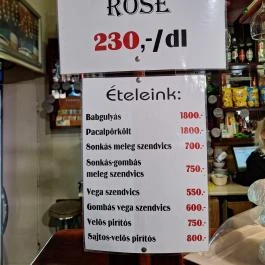 ROSÉ
230,-/dl
Ételeink:
Babgulyás 1800.-
Pacalpörkölt 1800.-
Sonkás meleg szendvics 700.-
Sonkás-gombás
meleg szendvics 750.-
Vega szendvics 550.-
Gombás vega szendvics 600.-
Velős pirítós 750.-
Sajtos-velős pirítós 800.-